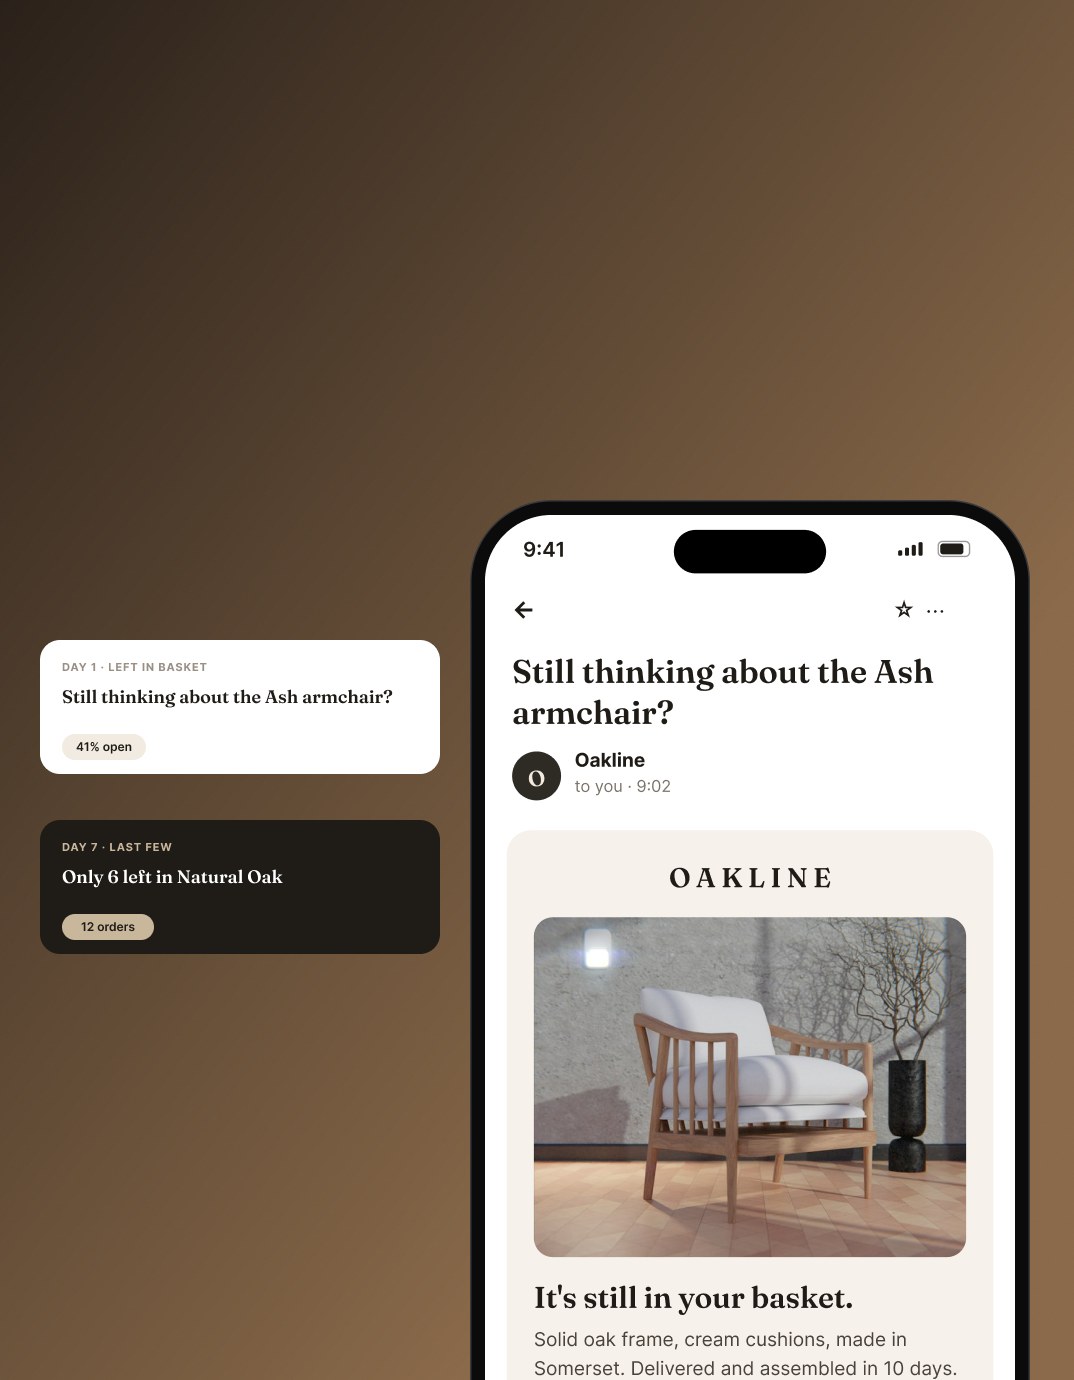 DAY 1 · LEFT IN BASKET
Still thinking about the Ash armchair?
41% open
DAY 7 · LAST FEW
Only 6 left in Natural Oak
12 orders
9:41
Still thinking about the Ash
armchair?
O
Oakline
to you · 9:02
OAKLINE
It's still in your basket.
Solid oak frame, cream cushions, made in
Somerset. Delivered and assembled in 10 days.